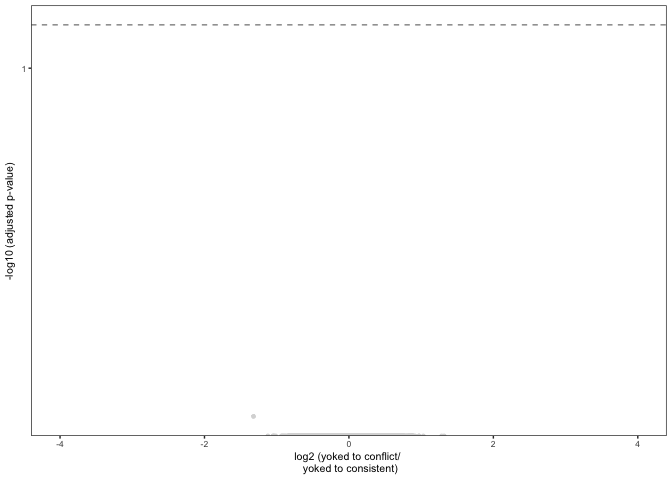 1
-log10 (adjusted p-value)
-4 -2 0 2 4
log2 (yoked to conflict/
yoked to consistent)